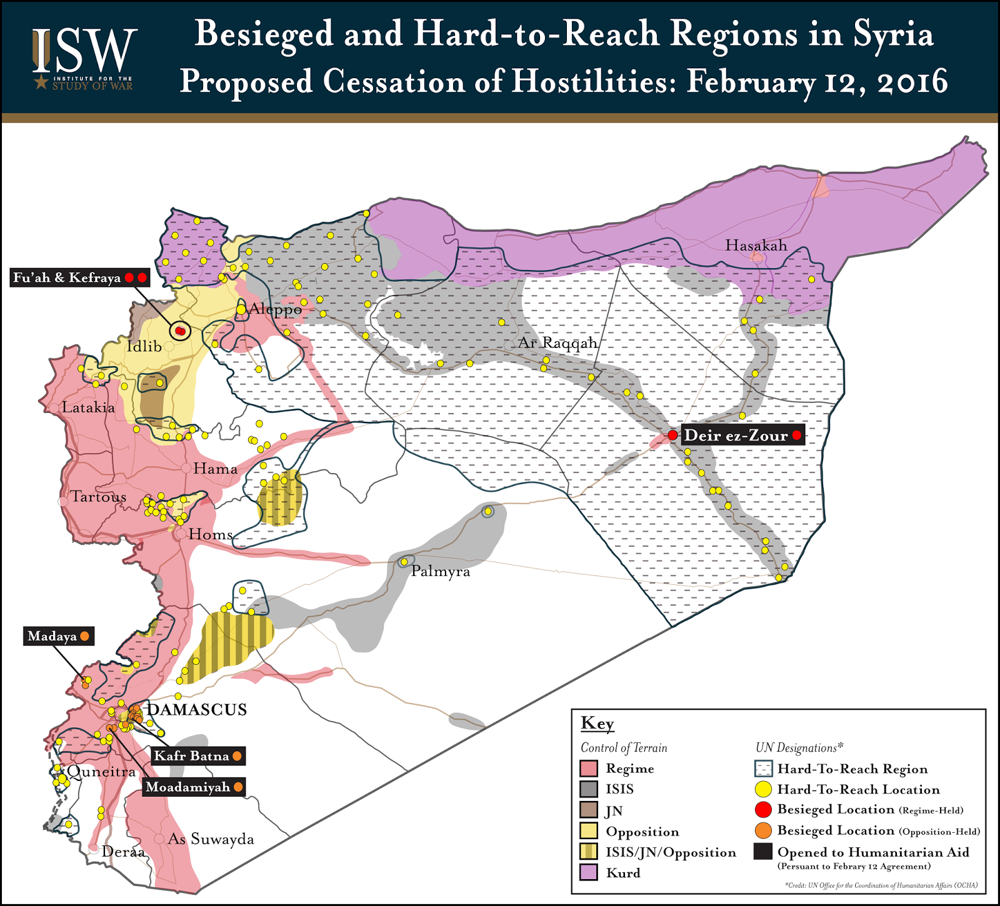 ISW
INSTITUTE FOR THE
STUDY OF WAR
Besieged and Hard-to-Reach Regions in Syria
Proposed Cessation of Hostilities: February 12, 2016
Hasakah
Fu'ah & Kefraya
Aleppo
Idlib
Ar Raqqah
Latakia
Deir ez-Zour
Hama
Tartous
Homs
Palmyra
Madaya
DAMASCUS
Kafr Batna
Quneitra
Moadamiyah
As Suwayda
Deraa
Key
Control of Terrain
Regime
ISIS
JN
Opposition
ISIS/JN/Opposition
Kurd
UN Designations*
Hard-To-Reach Region
Hard-To-Reach Location
Besieged Location (Regime-Held)
Besieged Location (Opposition-Held)
Opened to Humanitarian Aid
(Persuant to Febrary 12 Agreement)
*Credit: UN Office for the Coordination of Humanitarian Affairs (OCHA)